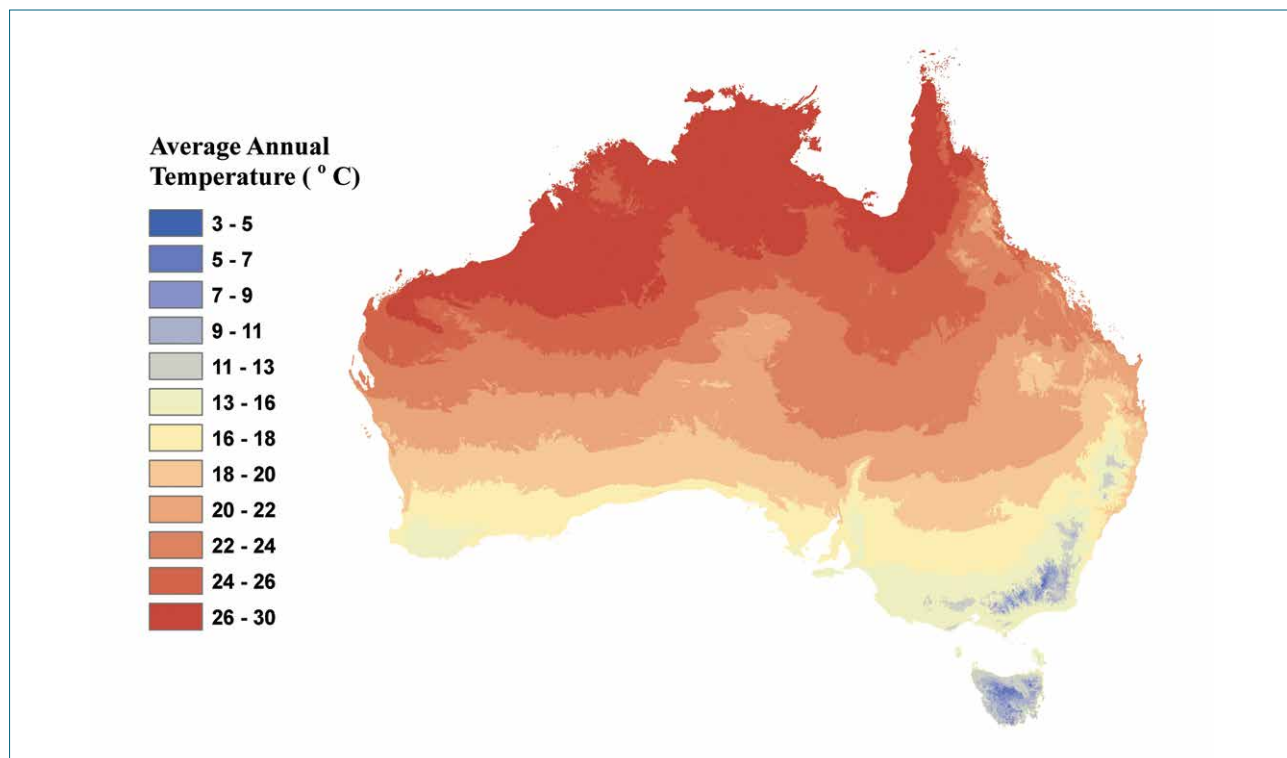 Average Annual
Temperature ( ° C)
3 - 5
5 - 7
7 - 9
9 - 11
11 - 13
13 - 16
16 - 18
18 - 20
20 - 22
22 - 24
24 - 26
26 - 30